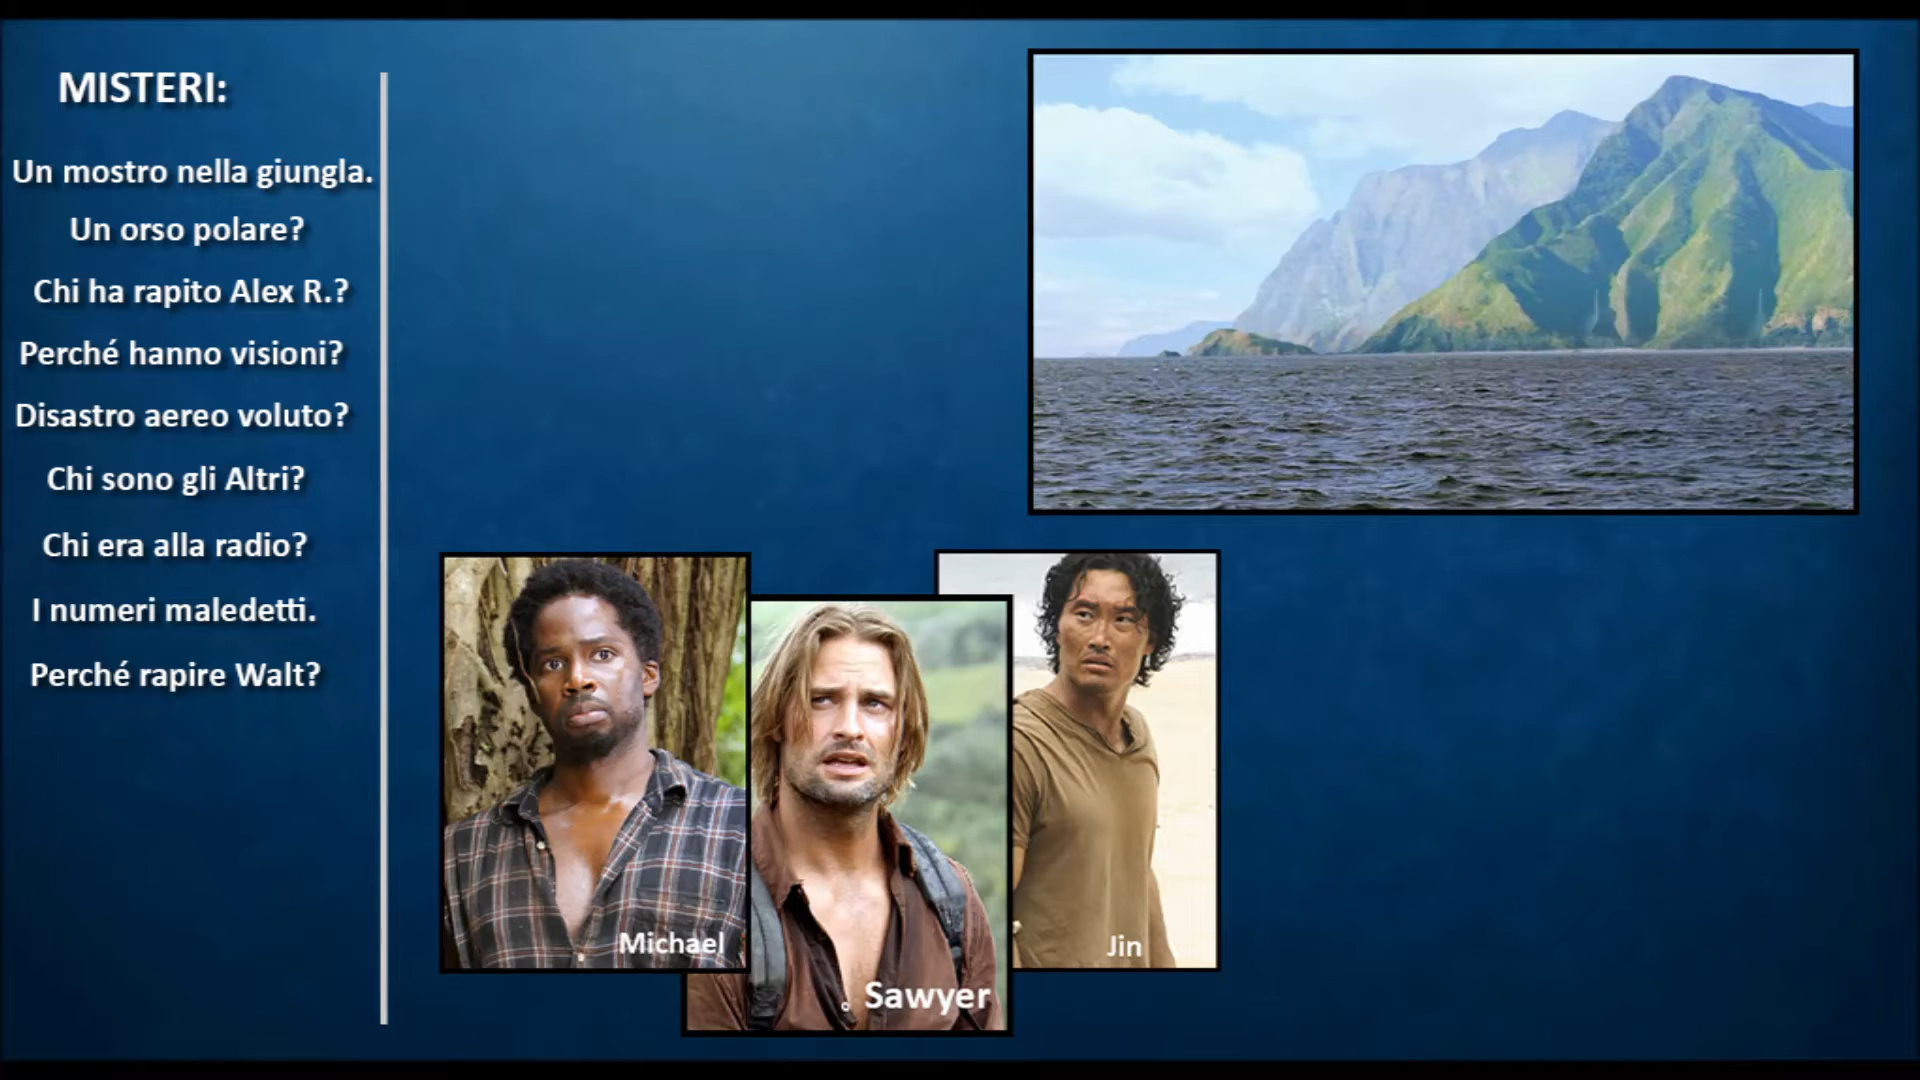 MISTERI:
Un mostro nella giungla.
Un orso polare?
Chi ha rapito Alex R.?
Perché hanno visioni?
Disastro aereo voluto?
Chi sono gli Altri?
Chi era alla radio?
I numeri maledetti.
Perché rapire Walt?
Michael
Sawyer
Jin